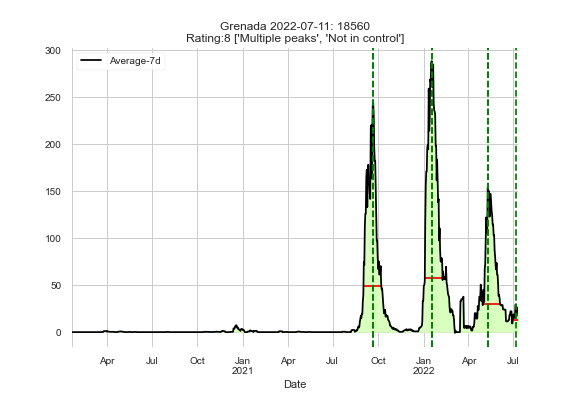 Grenada 2022-07-11: 18560
Rating:8 ['Multiple peaks', 'Not in control']
Average-7d
300
250
200
150
100
50
0
Apr Jul Oct Jan Apr Jul Oct Jan Apr Jul
2021 2022
Date